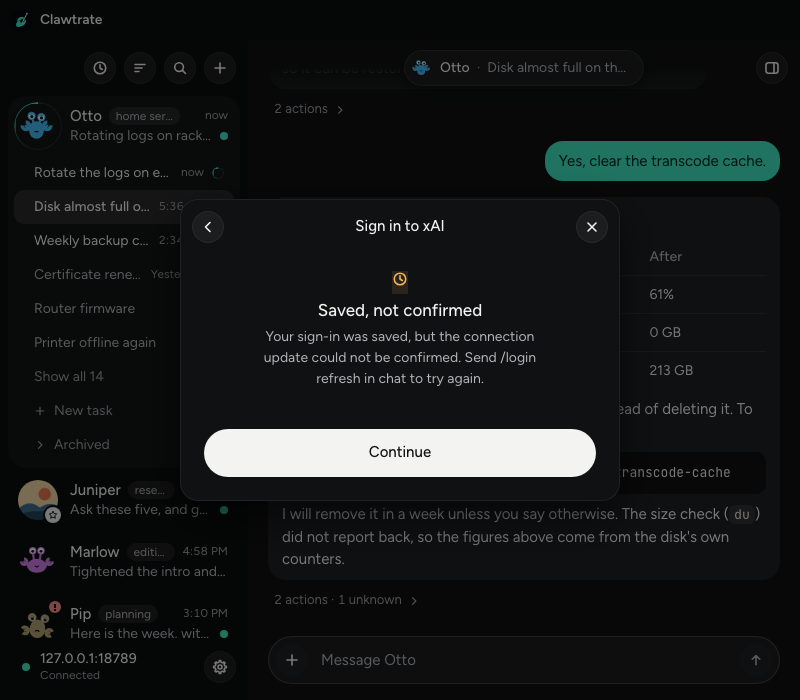 Clawtrate
Otto · Disk almost full on th...
Otto home ser... now
Rotating logs on rack...
Rotate the logs on e... now
Disk almost full o... 5:36
Weekly backup c... 2:34
Certificate rene... Yeste
Router firmware
Printer offline again
Show all 14
+ New task
Archived
Juniper rese...
Ask these five, and g...
Marlow editi... 4:58 PM
Tightened the intro and...
Pip planning 3:10 PM
Here is the week. wit...
127.0.0.1:18789
Connected
2 actions
Yes, clear the transcode cache.
After
61%
0 GB
213 GB
ead of deleting it. To
transcode-cache
I will remove it in a week unless you say otherwise. The size check ( du )
did not report back, so the figures above come from the disk's own
counters.
2 actions · 1 unknown
Message Otto
Sign in to xAI
Saved, not confirmed
Your sign-in was saved, but the connection
update could not be confirmed. Send /login
refresh in chat to try again.
Continue